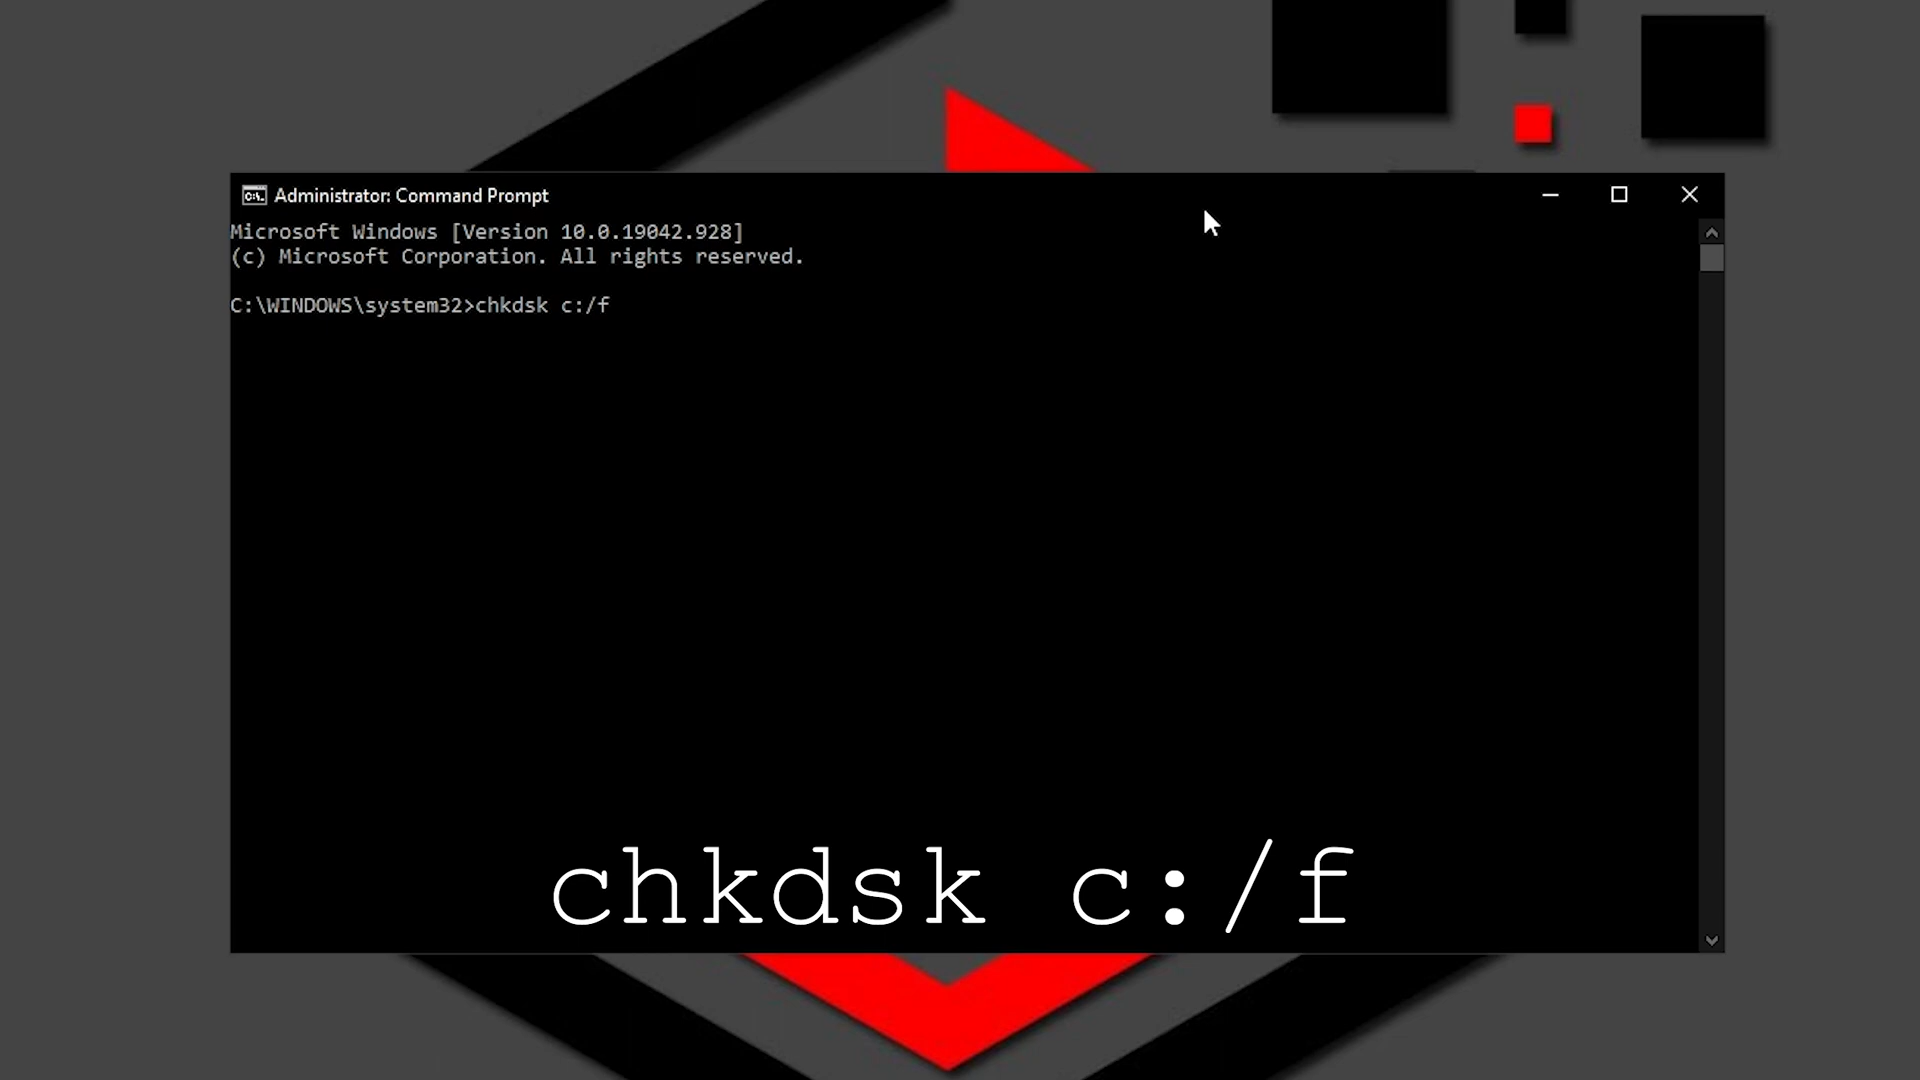 Administrator: Command Prompt
Microsoft Windows [Version 10.0.19042.928]
(c) Microsoft Corporation. All rights reserved.
C:\WINDOWS\system32>chkdsk c:/f
chkdsk c:/f